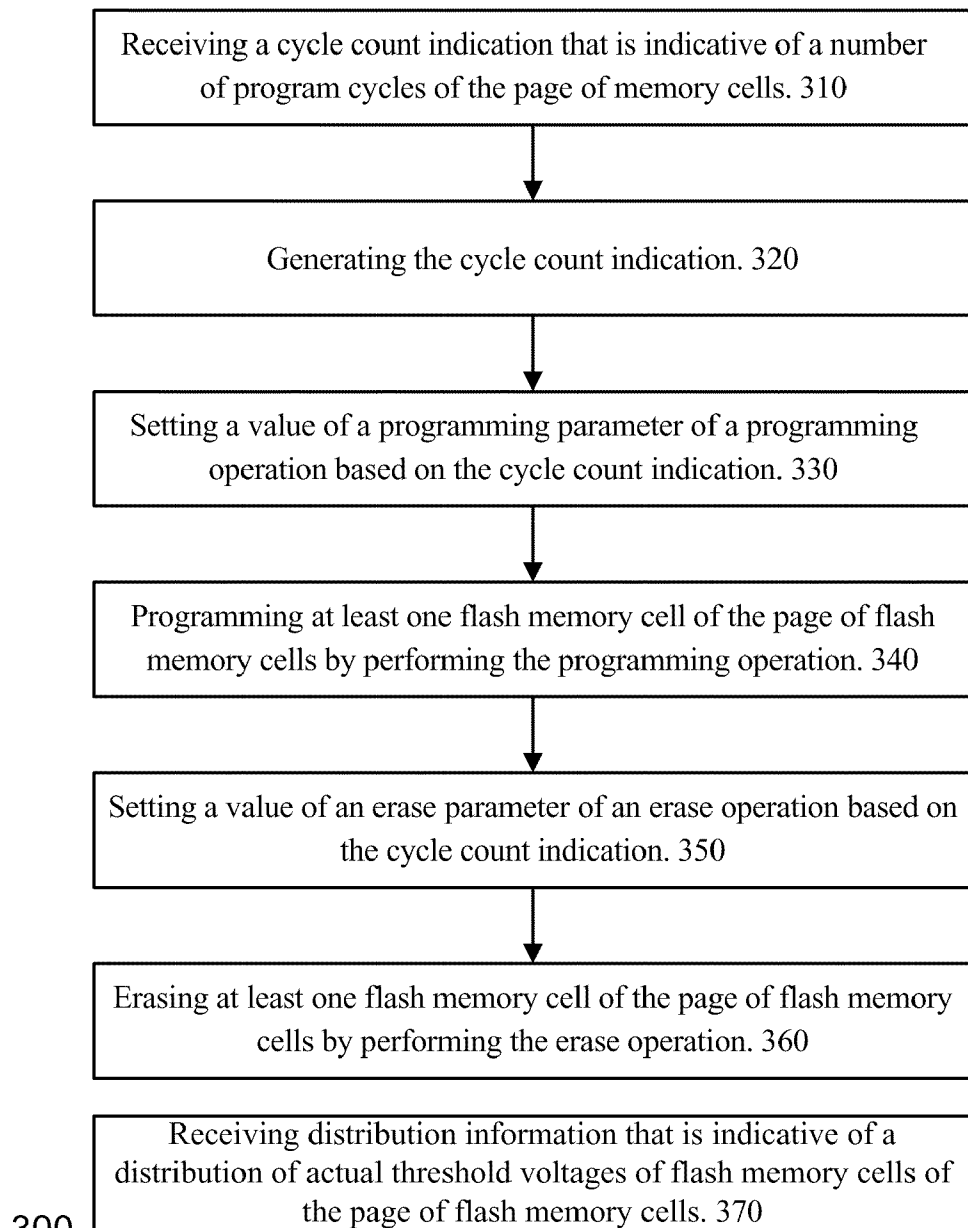 Receiving a cycle count indication that is indicative of a number
of program cycles of the page of memory cells. 310
Generating the cycle count indication. 320
Setting a value of a programming parameter of a programming
operation based on the cycle count indication. 330
Programming at least one flash memory cell of the page of flash
memory cells by performing the programming operation. 340
Setting a value of an erase parameter of an erase operation based on
the cycle count indication. 350
Erasing at least one flash memory cell of the page of flash memory
cells by performing the erase operation. 360
Receiving distribution information that is indicative of a
distribution of actual threshold voltages of flash memory cells of
the page of flash memory cells. 370
300